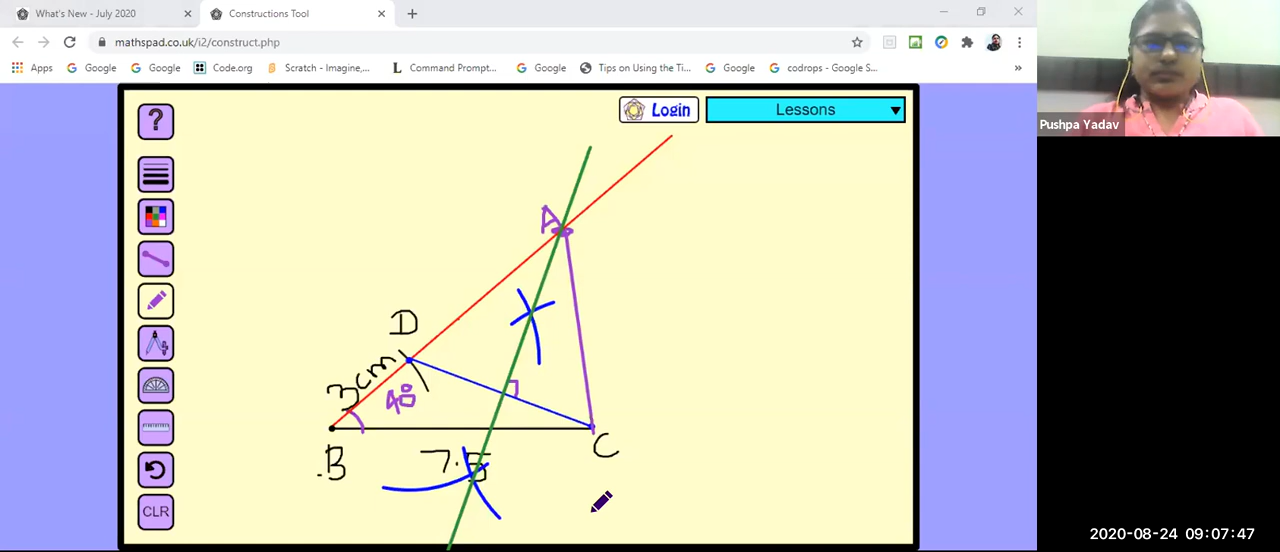 What's New - July 2020
Constructions Tool
mathspad.co.uk/i2/construct.php
Apps
Google
Google
Code.org
Scratch - Imagine,...
Command Prompt...
Google
Tips on Using the Ti...
Google
codrops - Google S...
»
Pushpa Yadav
?
Login
Lessons
A
D
3cm
40°
B
7.5
C
CLR
2020-08-24 09:07:47